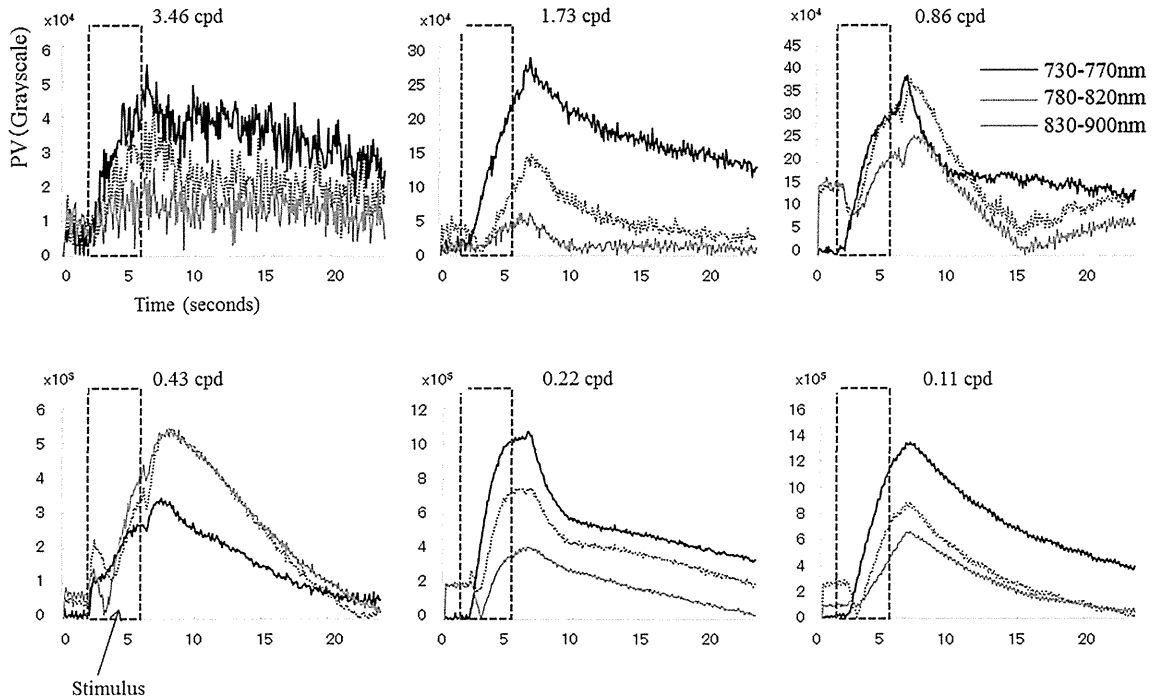 3.46 cpd
1.73 cpd
0.86 cpd
x10⁴
x10⁴
x10⁴
PV (Grayscale)
6
5
4
3
2
1
0
30
25
20
15
10
5
0
45
40
35
30
25
20
15
10
5
0
730-770nm
780-820nm
830-900nm
0 5 10 15 20
0 5 10 15 20
0 5 10 15 20
Time (seconds)
0.43 cpd
0.22 cpd
0.11 cpd
x10⁵
x10⁵
x10⁵
6
5
4
3
2
1
0
12
10
8
6
4
2
0
16
14
12
10
8
6
4
2
0
0 5 10 15 20
0 5 10 15 20
0 5 10 15 20
Stimulus